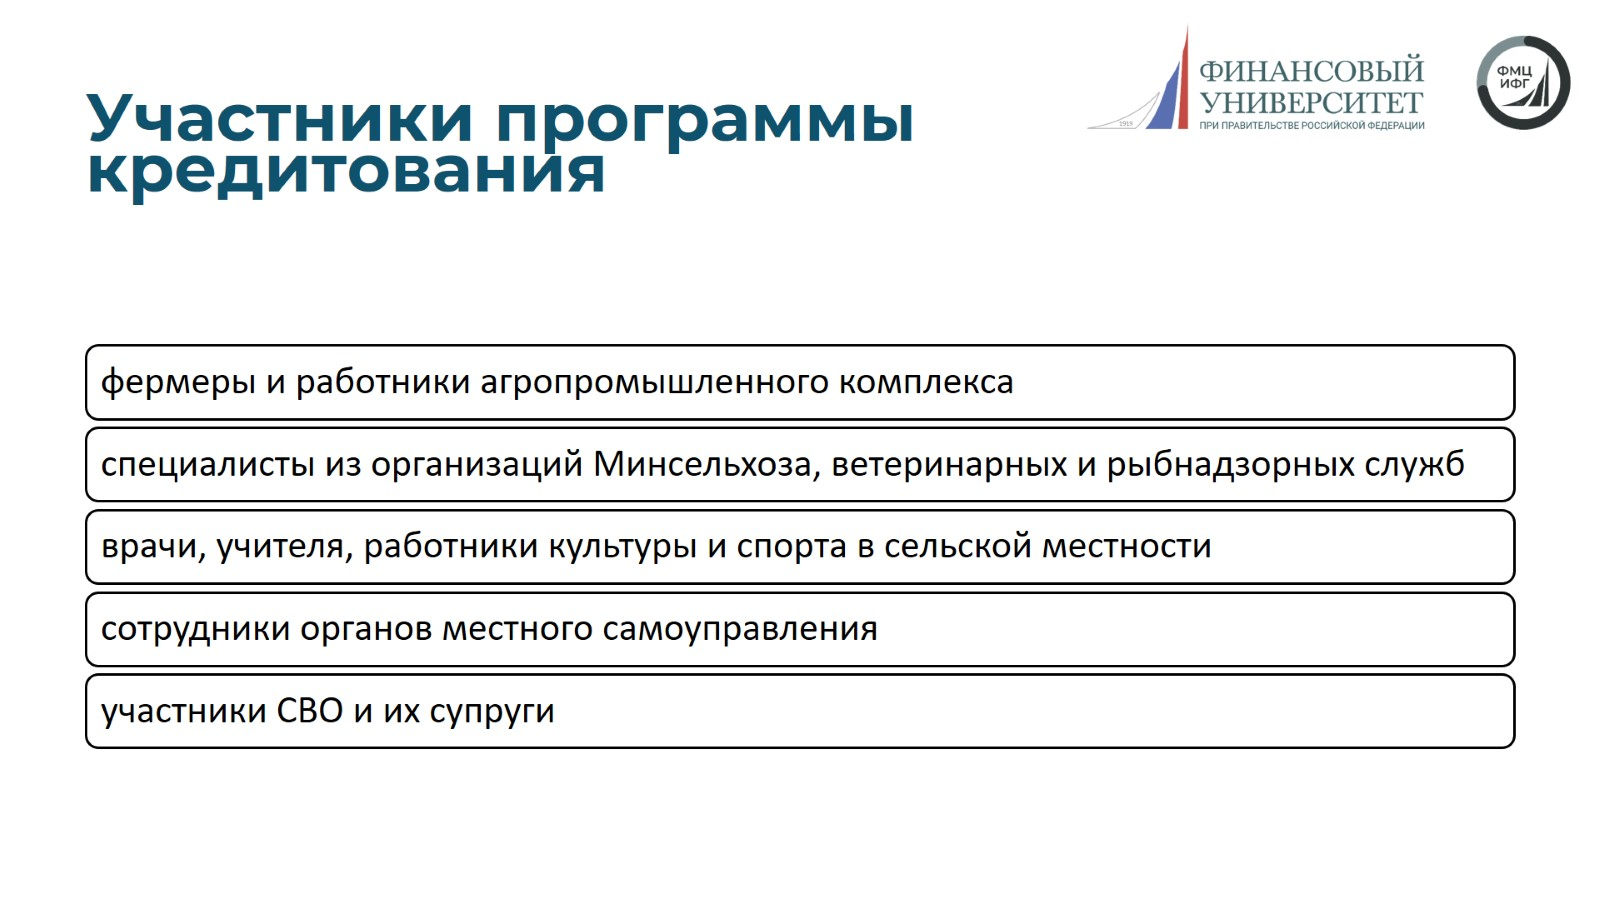 Участники программы
кредитования
ФИНАНСОВЫЙ
УНИВЕРСИТЕТ
ПРИ ПРАВИТЕЛЬСТВЕ РОССИЙСКОЙ ФЕДЕРАЦИИ
1919
ФМЦ
ИФГ
фермеры и работники агропромышленного комплекса
специалисты из организаций Минсельхоза, ветеринарных и рыбнадзорных служб
врачи, учителя, работники культуры и спорта в сельской местности
сотрудники органов местного самоуправления
участники СВО и их супруги